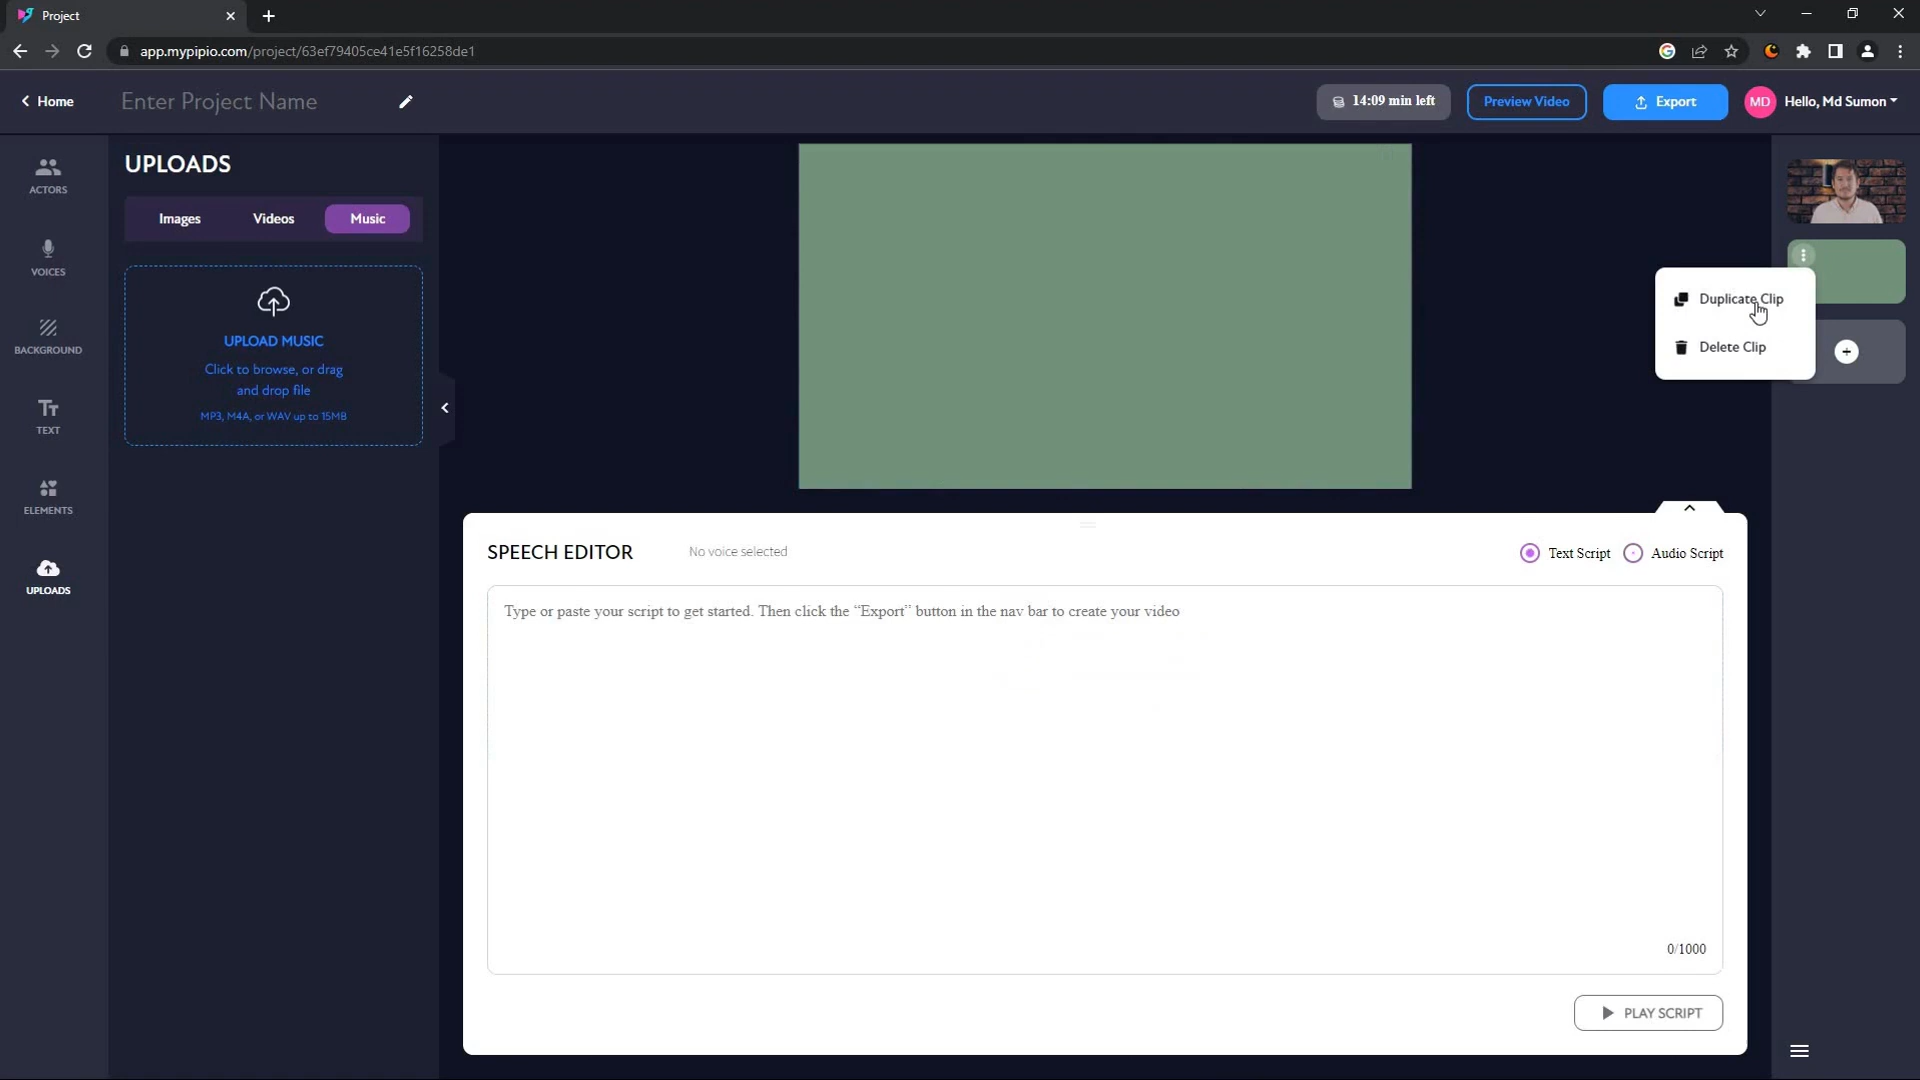 Project
app.mypipio.com/project/63ef79405ce41e5f16258de1
Home
Enter Project Name
14:09 min left
Preview Video
Export
MD
Hello, Md Sumon
ACTORS
VOICES
BACKGROUND
TEXT
ELEMENTS
UPLOADS
UPLOADS
Images
Videos
Music
UPLOAD MUSIC
Click to browse, or drag
and drop file
MP3, M4A, or WAV up to 15MB
Duplicate Clip
Delete Clip
SPEECH EDITOR
No voice selected
Text Script
Audio Script
Type or paste your script to get started. Then click the “Export” button in the nav bar to create your video
0/1000
PLAY SCRIPT